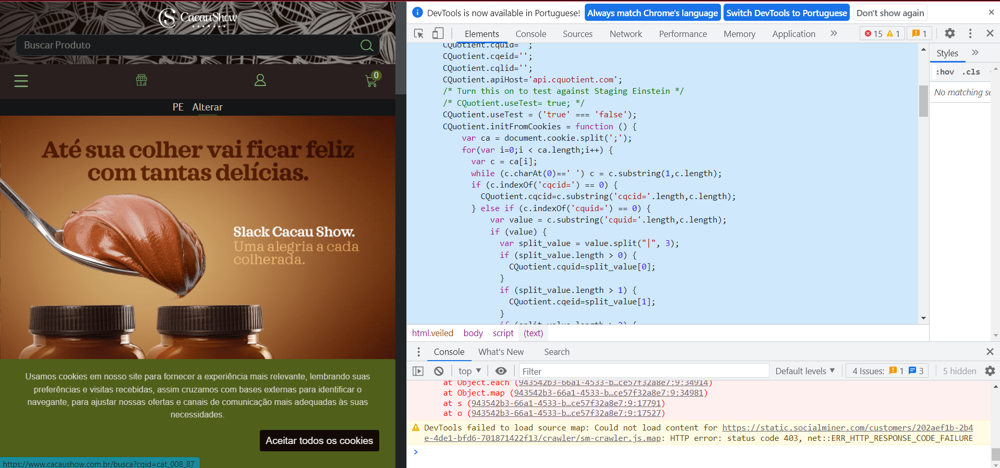 CacauShow
Buscar Produto
0
PE Alterar
Até sua colher vai ficar feliz
com tantas delícias.
Slack Cacau Show.
Uma alegria a cada
colherada.
Usamos cookies em nosso site para fornecer a experiência mais relevante, lembrando suas
preferências e visitas recebidas, assim cruzamos com bases externas para identificar o
navegante, para ajustar nossas ofertas e canais de comunicação mais adequadas às suas
necessidades.
Aceitar todos os cookies
https://www.cacaushow.com.br/busca?cgid=cat_008_87
DevTools is now available in Portuguese! Always match Chrome's language Switch DevTools to Portuguese Don't show again
Elements Console Sources Network Performance Memory Application 15 1 1
CQuotient.cquid='';
CQuotient.cqeid='';
CQuotient.cqlid='';
CQuotient.apiHost='api.cquotient.com';
/* Turn this on to test against Staging Einstein */
/* CQuotient.useTest= true; */
CQuotient.useTest = ('true' === 'false');
CQuotient.initFromCookies = function () {
var ca = document.cookie.split(';');
for(var i=0;i < ca.length;i++) {
var c = ca[i];
while (c.charAt(0)==' ') c = c.substring(1,c.length);
if (c.indexOf('cqcid=') == 0) {
CQuotient.cqcid=c.substring('cqcid='.length,c.length);
} else if (c.indexOf('cquid=') == 0) {
var value = c.substring('cquid='.length,c.length);
if (value) {
var split_value = value.split("|", 3);
if (split_value.length > 0) {
CQuotient.cquid=split_value[0];
}
if (split_value.length > 1) {
CQuotient.cqeid=split_value[1];
}
if (split_value.length > 2) {
Styles
:hov .cls
No matching se
html.veiled body script (text)
Console What's New Search
top Filter Default levels 4 Issues: 1 3 5 hidden
at Object.each (943542b3-66a1-4533-b…ce57f32a8e7:9:34914)
at Object.map (943542b3-66a1-4533-b…ce57f32a8e7:9:34981)
at s (943542b3-66a1-4533-b…ce57f32a8e7:9:17791)
at o (943542b3-66a1-4533-b…ce57f32a8e7:9:17527)
DevTools failed to load source map: Could not load content for https://static.socialminer.com/customers/202aef1b-2b4
e-4de1-bfd6-701871422f13/crawler/sm-crawler.js.map: HTTP error: status code 403, net::ERR_HTTP_RESPONSE_CODE_FAILURE